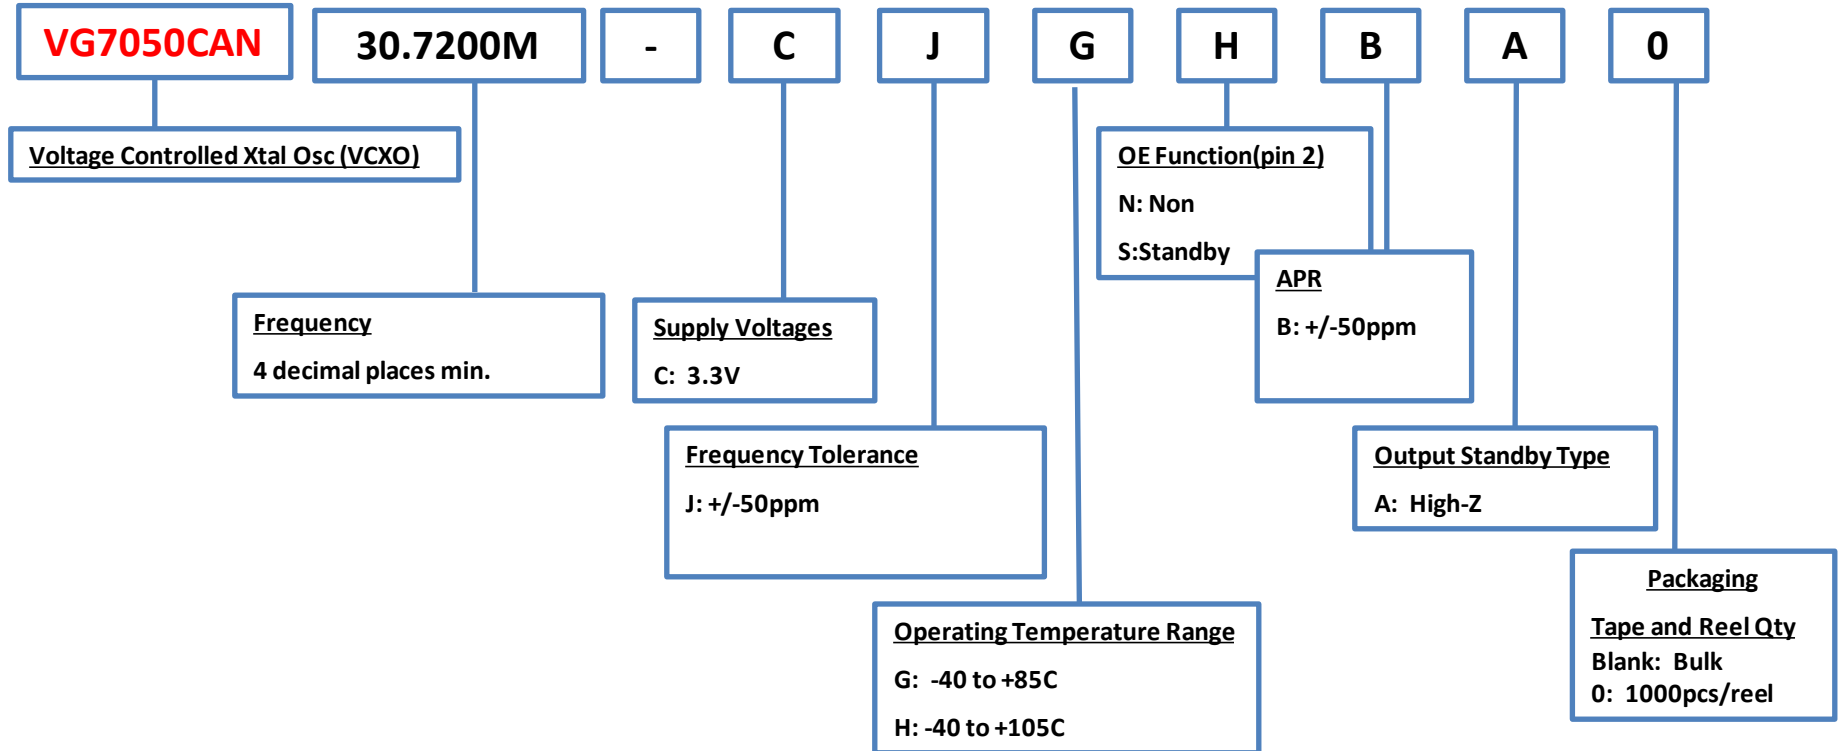 VG7050CAN 30.7200M - C J G H B A 0
Voltage Controlled Xtal Osc (VCXO)
OE Function(pin 2)
N: Non
S:Standby
APR
B: +/-50ppm
Frequency
4 decimal places min.
Supply Voltages
C: 3.3V
Frequency Tolerance
J: +/-50ppm
Output Standby Type
A: High-Z
Operating Temperature Range
G: -40 to +85C
H: -40 to +105C
Packaging
Tape and Reel Qty
Blank: Bulk
0: 1000pcs/reel